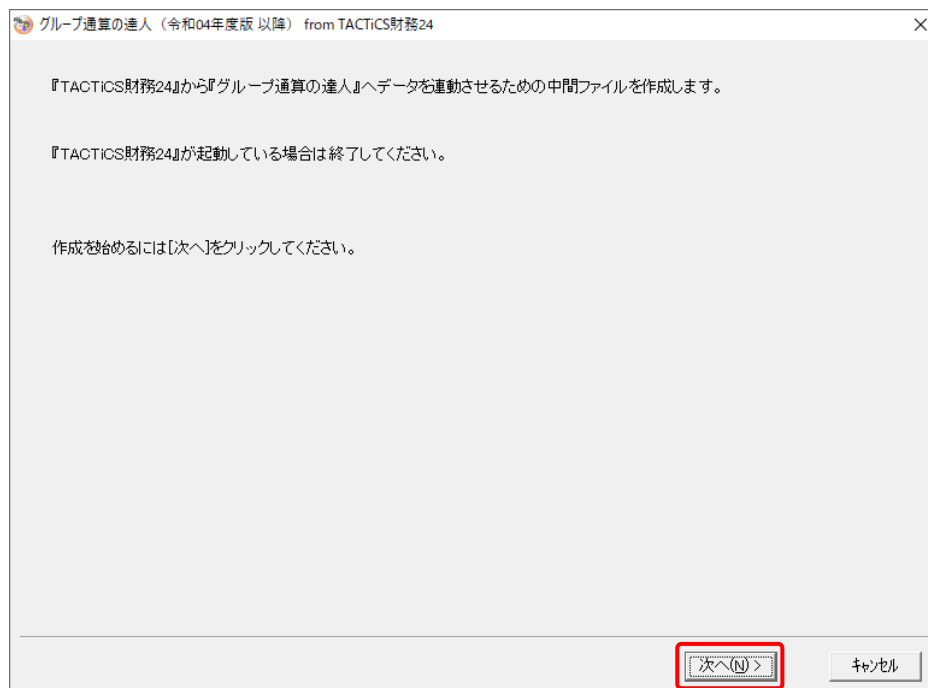 グループ通算の達人（令和04年度版 以降） from TACTiCS財務24
『TACTiCS財務24』から『グループ通算の達人』へデータを連動させるための中間ファイルを作成します。
『TACTiCS財務24』が起動している場合は終了してください。
作成を始めるには[次へ]をクリックしてください。
次へ(N) >
キャンセル